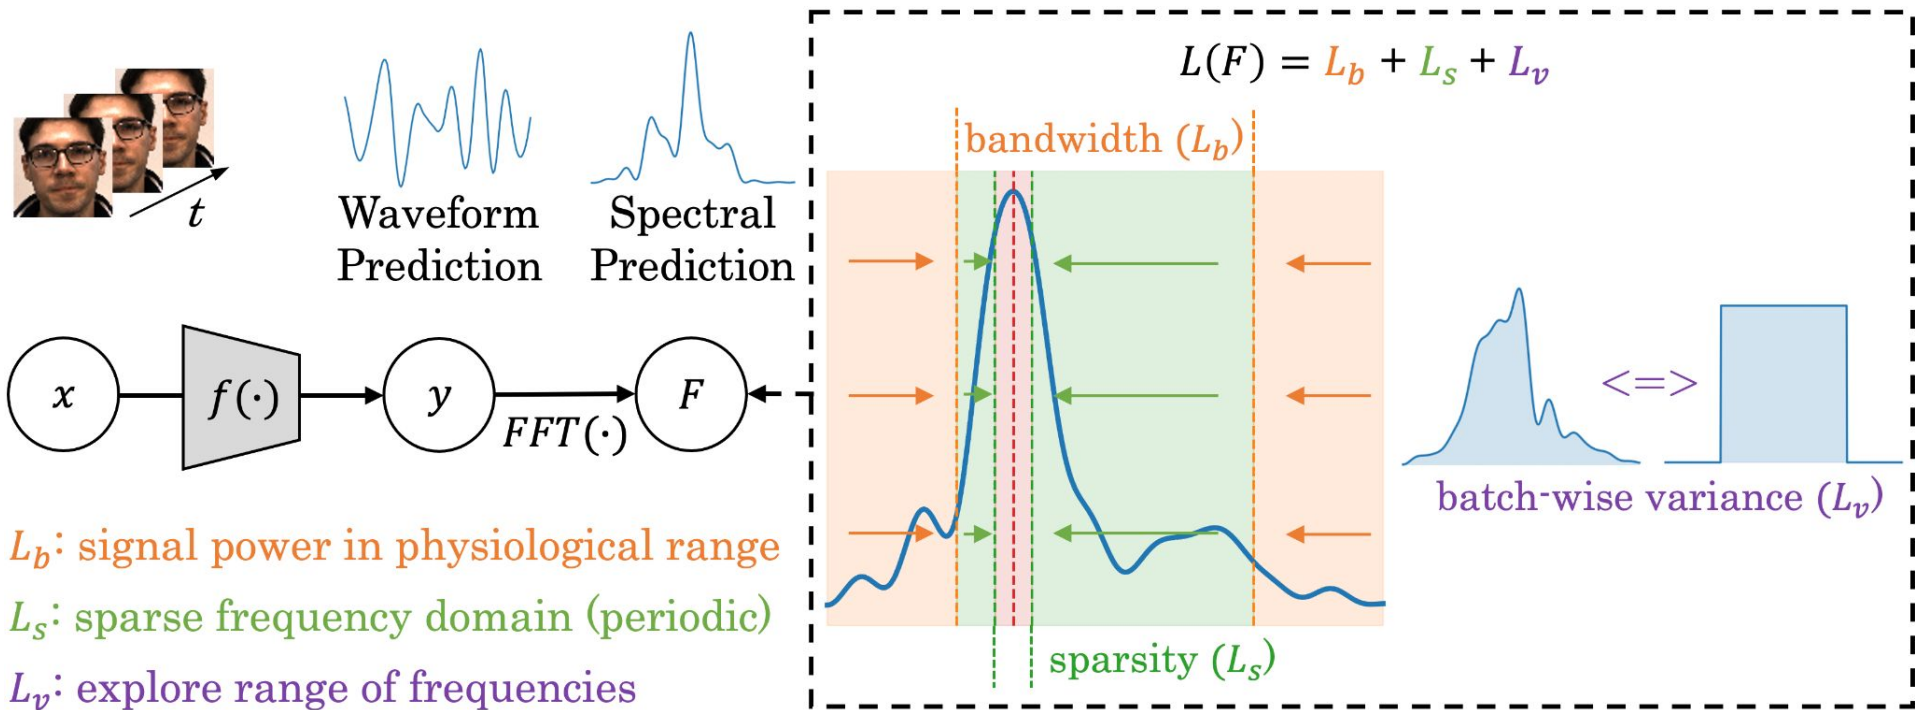 t
Waveform
Prediction
Spectral
Prediction
x
f(·)
y
FFT(·)
F
L_b: signal power in physiological range
L_s: sparse frequency domain (periodic)
L_v: explore range of frequencies
L(F) = L_b + L_s + L_v
bandwidth (L_b)
sparsity (L_s)
<=>
batch-wise variance (L_v)